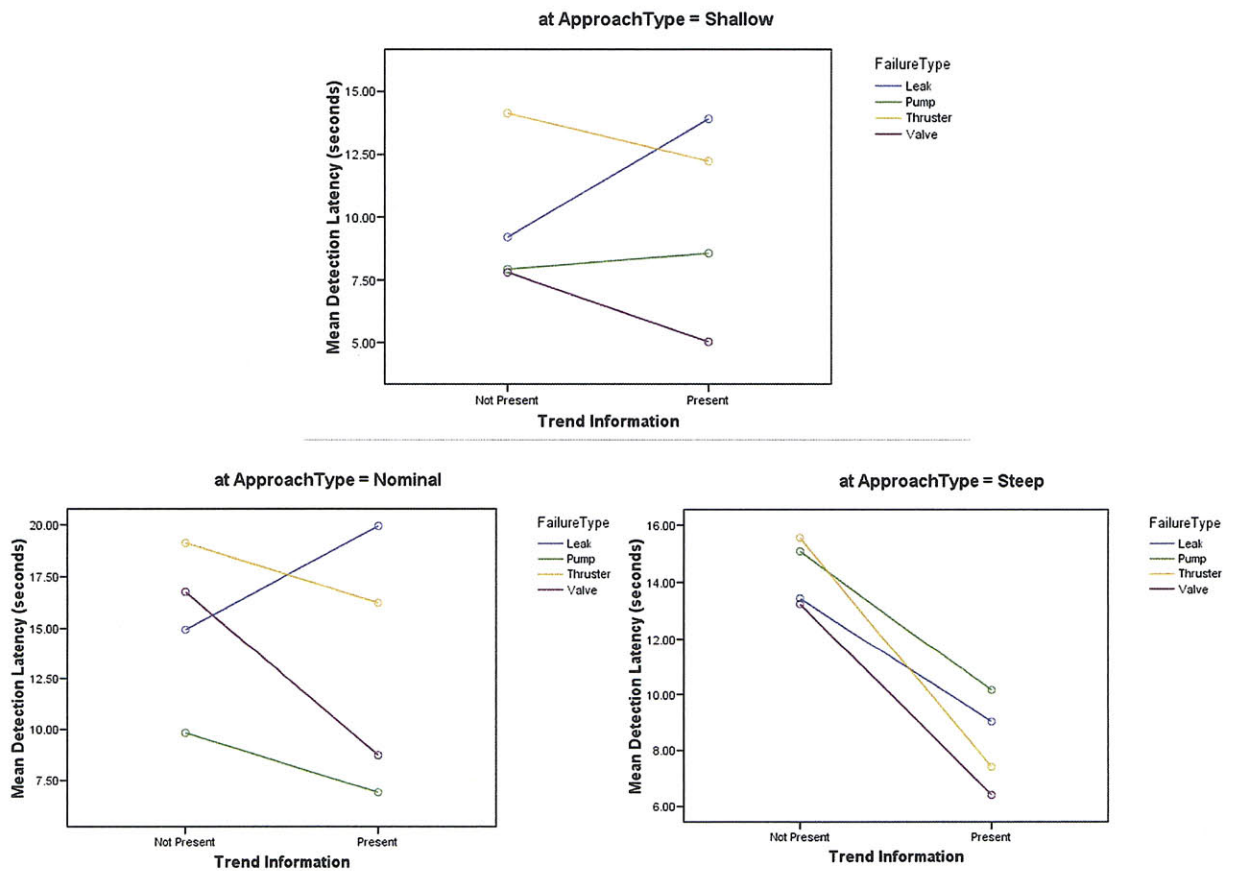 at ApproachType = Shallow
Mean Detection Latency (seconds)
15.00
12.50
10.00
7.50
5.00
Not Present
Present
Trend Information
FailureType
Leak
Pump
Thruster
Valve
at ApproachType = Nominal
Mean Detection Latency (seconds)
20.00
17.50
15.00
12.50
10.00
7.50
Not Present
Present
Trend Information
FailureType
Leak
Pump
Thruster
Valve
at ApproachType = Steep
Mean Detection Latency (seconds)
16.00
14.00
12.00
10.00
8.00
6.00
Not Present
Present
Trend Information
FailureType
Leak
Pump
Thruster
Valve